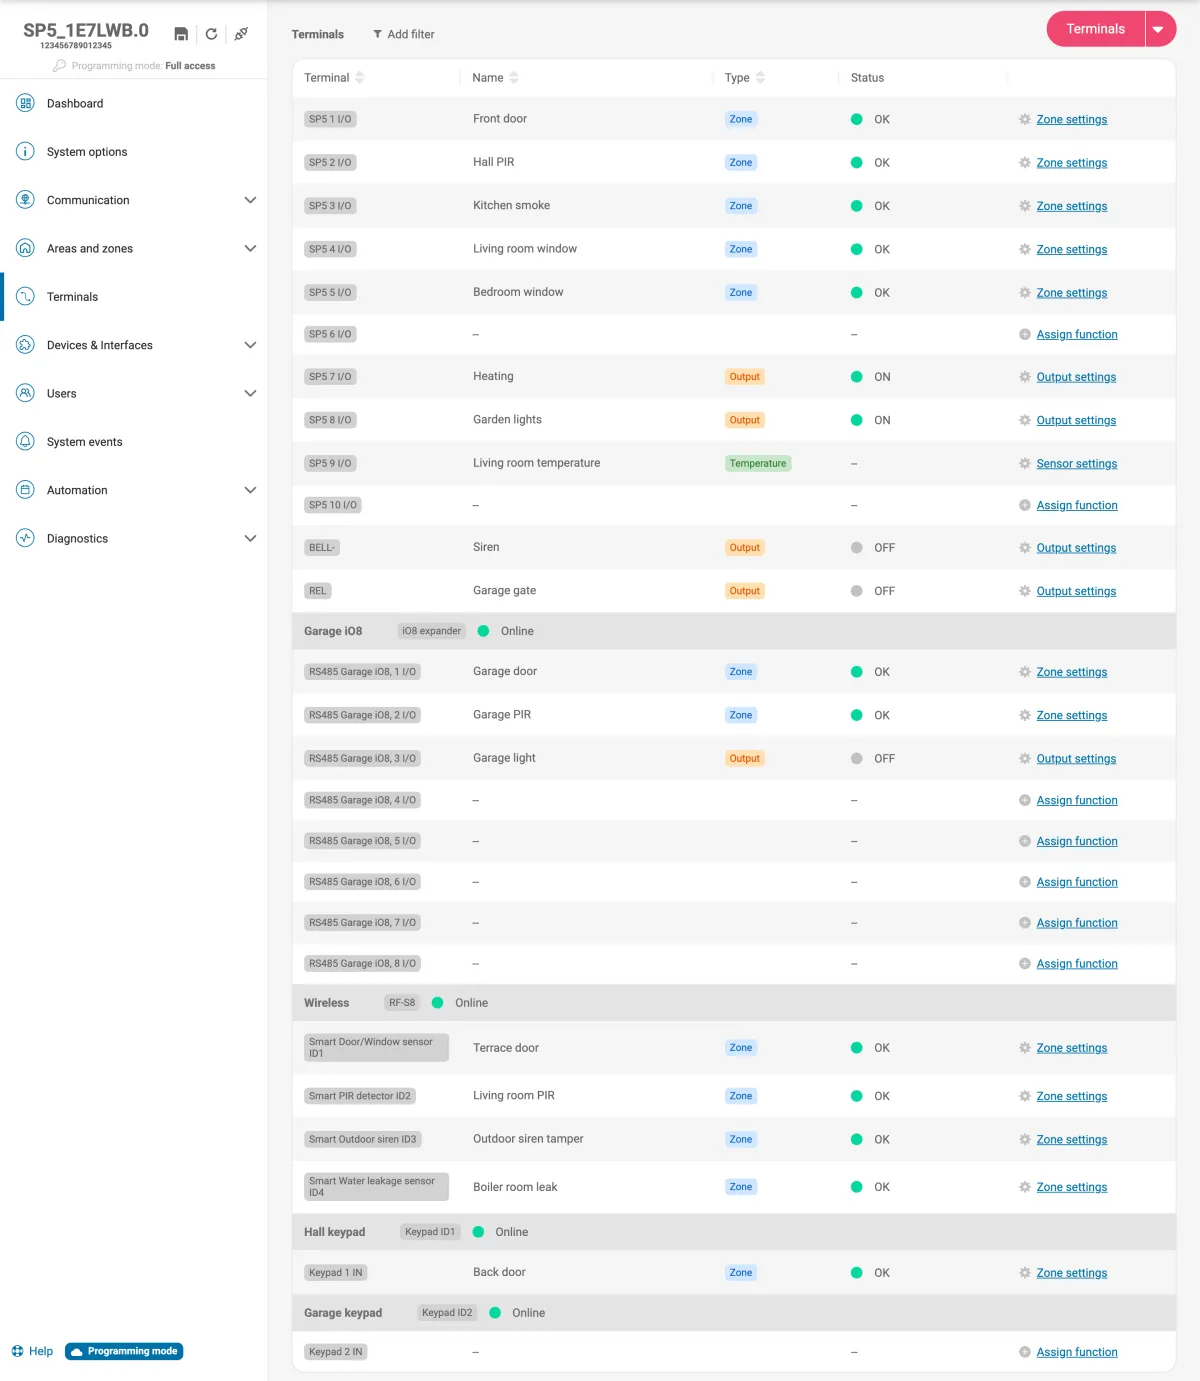 SP5_1E7LWB.0
123456789012345
Programming mode: Full access
Dashboard
System options
Communication
Areas and zones
Terminals
Devices & Interfaces
Users
System events
Automation
Diagnostics
Help
Programming mode
Terminals
Add filter
Terminals
Terminal Name Type Status
SP5 1 I/O Front door Zone OK Zone settings
SP5 2 I/O Hall PIR Zone OK Zone settings
SP5 3 I/O Kitchen smoke Zone OK Zone settings
SP5 4 I/O Living room window Zone OK Zone settings
SP5 5 I/O Bedroom window Zone OK Zone settings
SP5 6 I/O -- – Assign function
SP5 7 I/O Heating Output ON Output settings
SP5 8 I/O Garden lights Output ON Output settings
SP5 9 I/O Living room temperature Temperature – Sensor settings
SP5 10 I/O -- – Assign function
BELL- Siren Output OFF Output settings
REL Garage gate Output OFF Output settings
Garage iO8 iO8 expander Online
RS485 Garage iO8, 1 I/O Garage door Zone OK Zone settings
RS485 Garage iO8, 2 I/O Garage PIR Zone OK Zone settings
RS485 Garage iO8, 3 I/O Garage light Output OFF Output settings
RS485 Garage iO8, 4 I/O -- – Assign function
RS485 Garage iO8, 5 I/O -- – Assign function
RS485 Garage iO8, 6 I/O -- – Assign function
RS485 Garage iO8, 7 I/O -- – Assign function
RS485 Garage iO8, 8 I/O -- – Assign function
Wireless RF-S8 Online
Smart Door/Window sensor
ID1 Terrace door Zone OK Zone settings
Smart PIR detector ID2 Living room PIR Zone OK Zone settings
Smart Outdoor siren ID3 Outdoor siren tamper Zone OK Zone settings
Smart Water leakage sensor
ID4 Boiler room leak Zone OK Zone settings
Hall keypad Keypad ID1 Online
Keypad 1 IN Back door Zone OK Zone settings
Garage keypad Keypad ID2 Online
Keypad 2 IN -- – Assign function